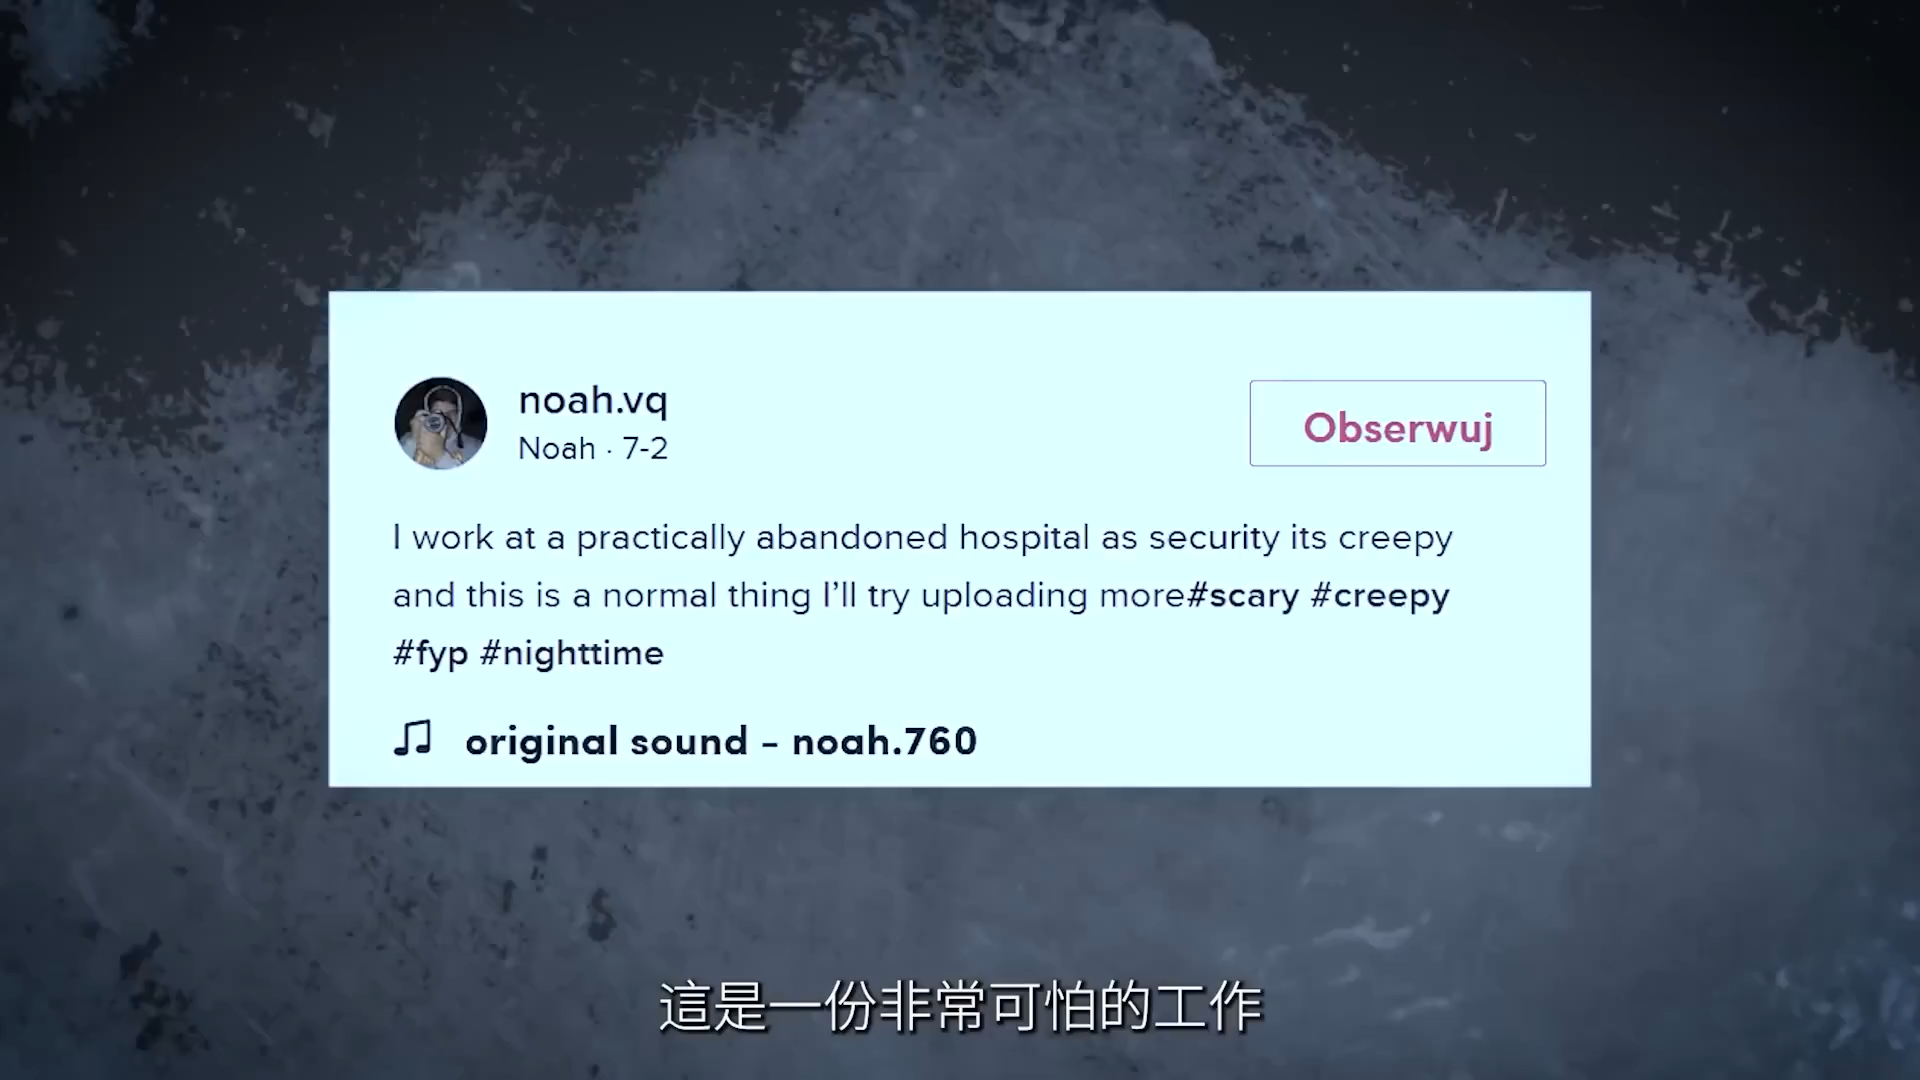 noah.vq
Noah · 7-2
Obserwuj
I work at a practically abandoned hospital as security its creepy
and this is a normal thing I'll try uploading more#scary #creepy
#fyp #nighttime
original sound - noah.760
這是一份非常可怕的工作